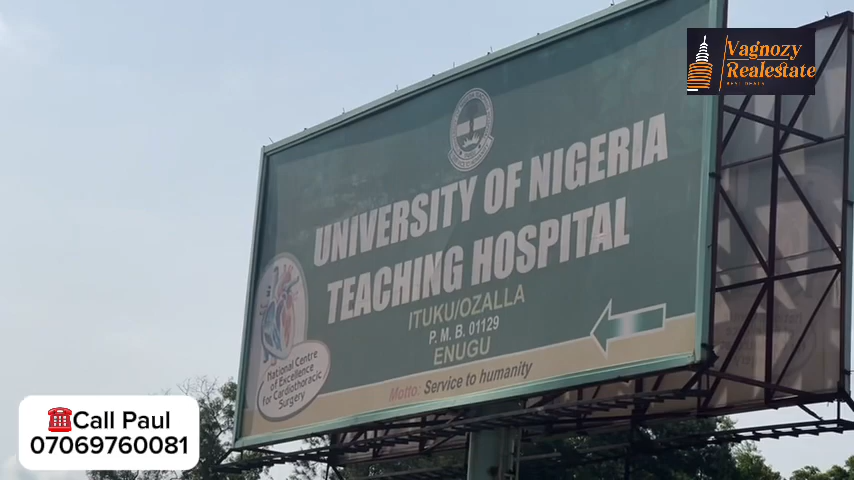 Vagnozy
Realestate
UNIVERSITY OF NIGERIA
TEACHING HOSPITAL
ITUKU/OZALLA
P. M. B. 01129
ENUGU
National Centre
of Excellence
for Cardiothoracic
Surgery
Motto: Service to humanity
Call Paul
07069760081